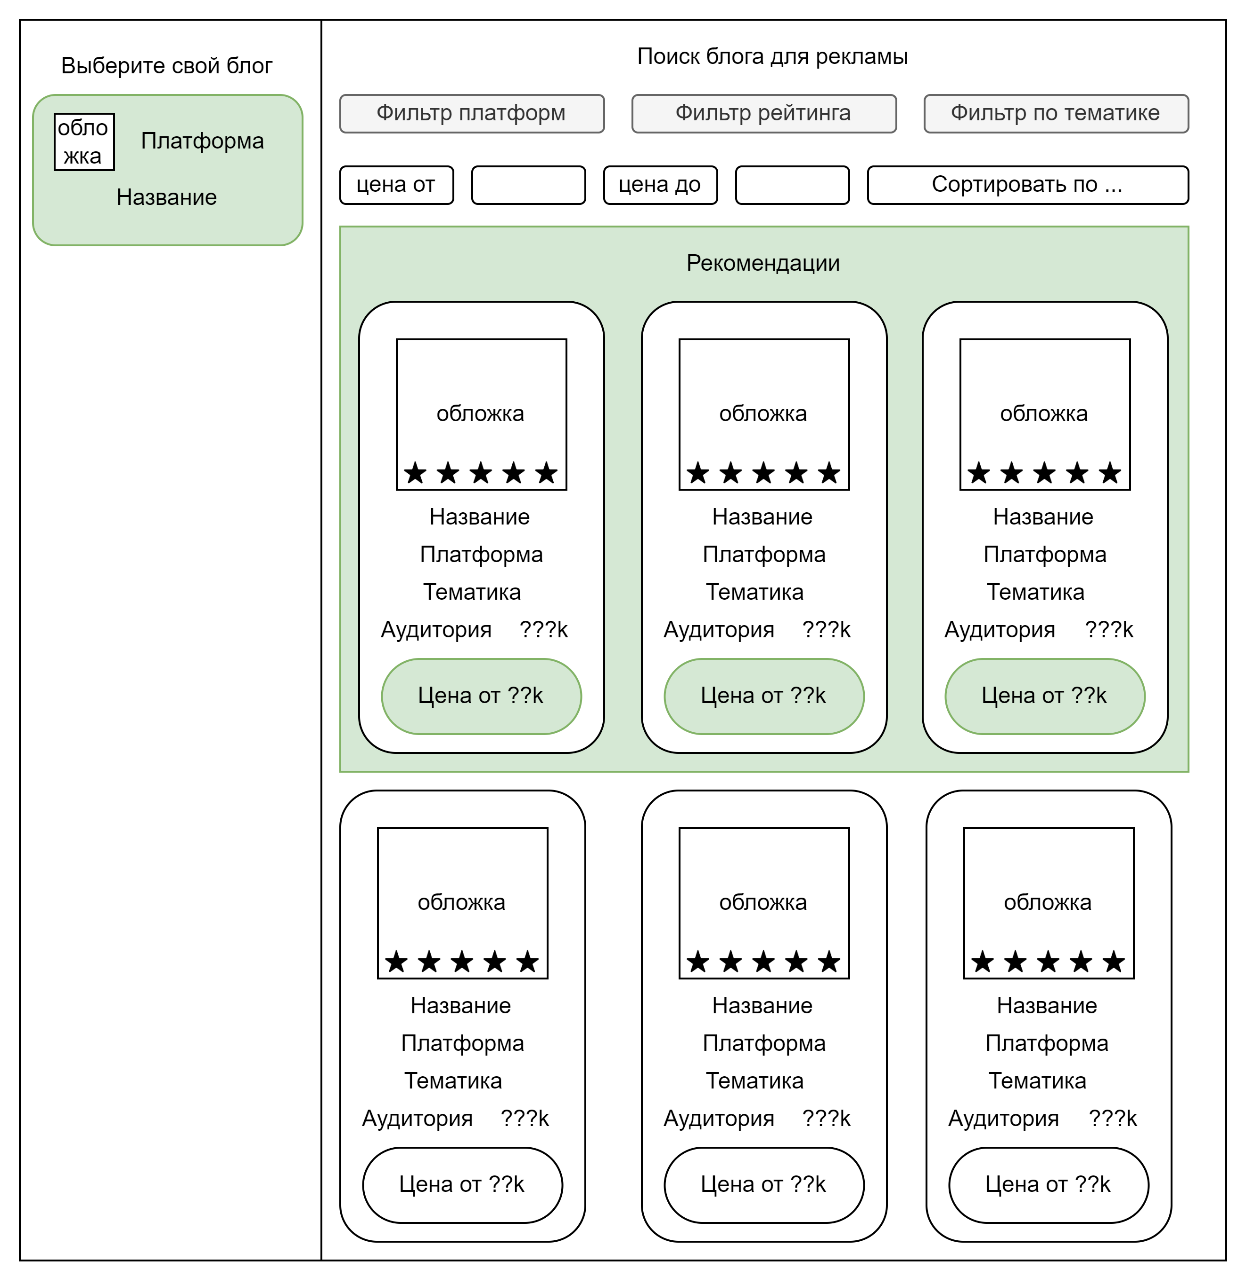 Выберите свой блог
обло
жка
Платформа
Название
Поиск блога для рекламы
Фильтр платформ
Фильтр рейтинга
Фильтр по тематике
цена от
цена до
Сортировать по ...
Рекомендации
обложка
Название
Платформа
Тематика
Аудитория ???k
Цена от ??k
обложка
Название
Платформа
Тематика
Аудитория ???k
Цена от ??k
обложка
Название
Платформа
Тематика
Аудитория ???k
Цена от ??k
обложка
Название
Платформа
Тематика
Аудитория ???k
Цена от ??k
обложка
Название
Платформа
Тематика
Аудитория ???k
Цена от ??k
обложка
Название
Платформа
Тематика
Аудитория ???k
Цена от ??k